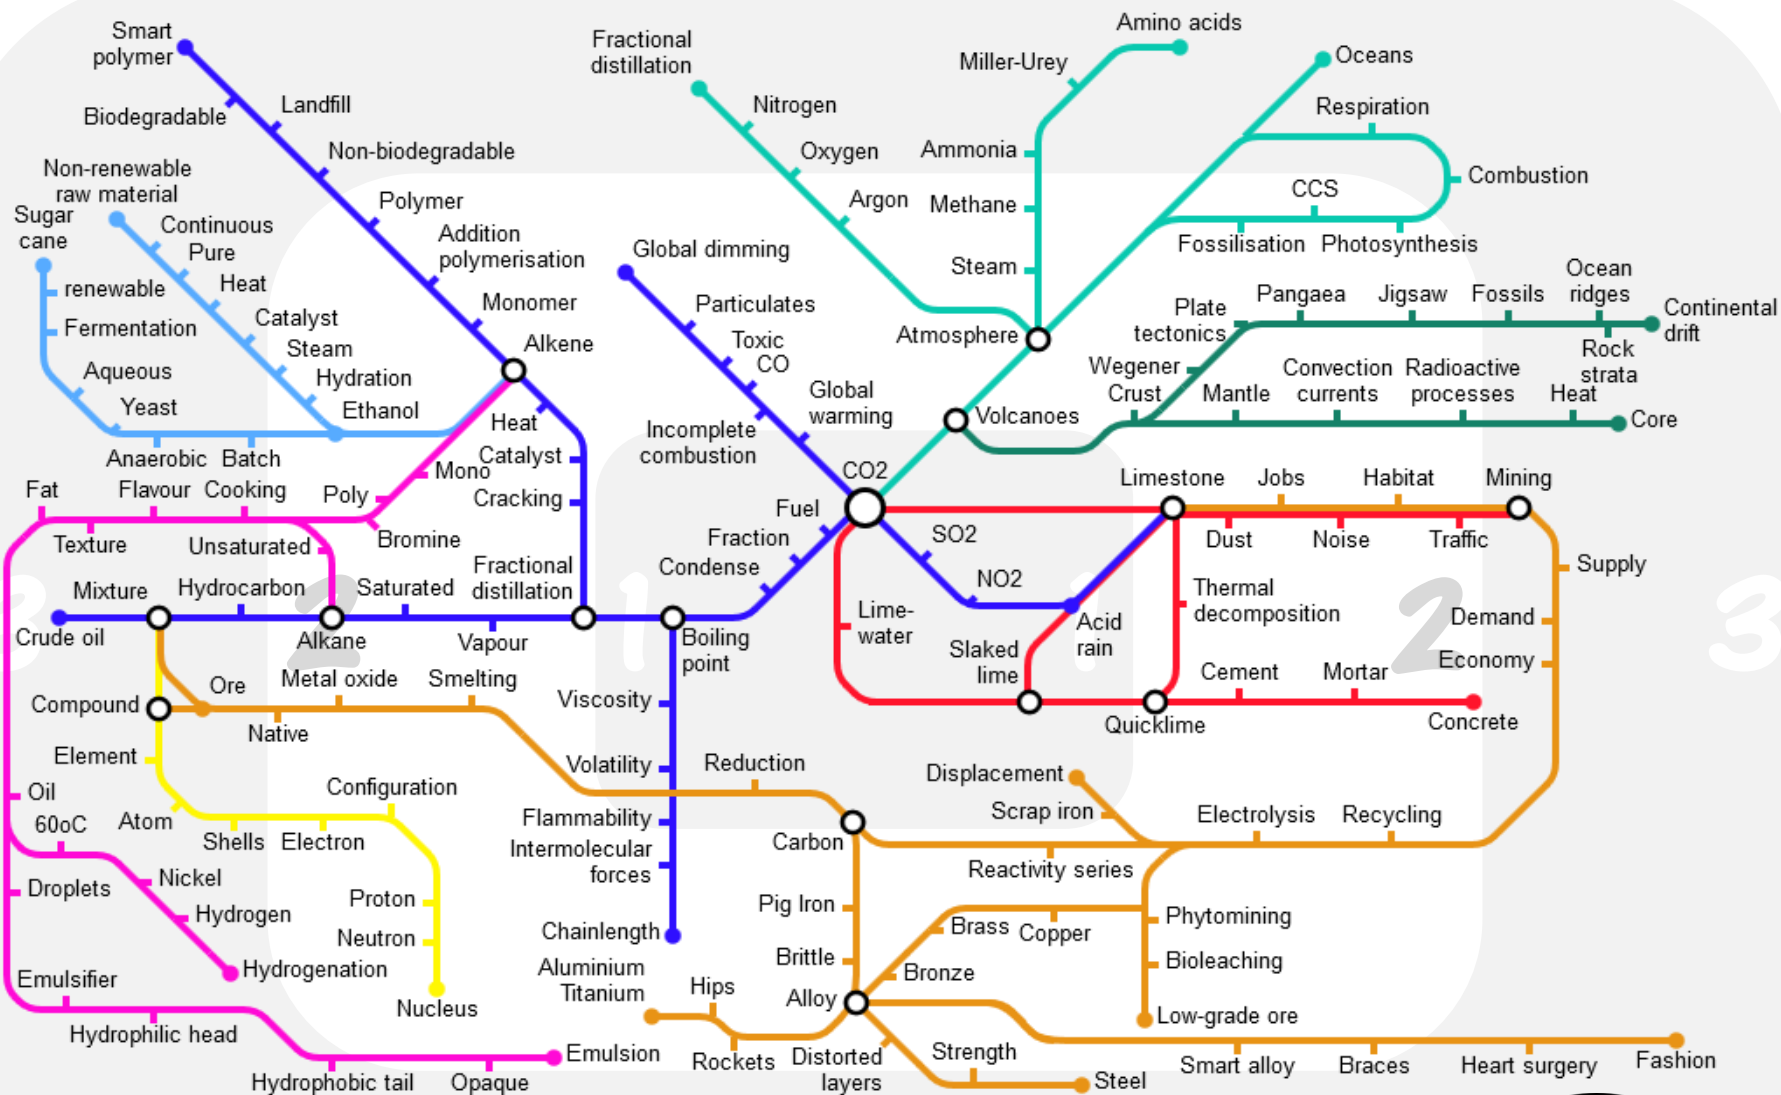 Smart
polymer
Biodegradable
Landfill
Non-biodegradable
Polymer
Addition
polymerisation
Monomer
Alkene
Non-renewable
raw material
Continuous
Pure
Heat
Catalyst
Steam
Hydration
Ethanol
Sugar
cane
renewable
Fermentation
Aqueous
Yeast
Anaerobic
Batch
Heat
Catalyst
Cracking
Fractional
distillation
Mono
Poly
Bromine
Fat
Flavour
Cooking
Texture
Unsaturated
Mixture
Hydrocarbon
Saturated
Crude oil
Alkane
Vapour
Boiling
point
Condense
Fraction
Fuel
CO2
Global dimming
Particulates
Toxic
CO
Global
warming
Incomplete
combustion
Fractional
distillation
Nitrogen
Oxygen
Argon
Atmosphere
Amino acids
Miller-Urey
Ammonia
Methane
Steam
Oceans
Respiration
Combustion
CCS
Fossilisation
Photosynthesis
Volcanoes
Plate
tectonics
Wegener
Crust
Pangaea
Jigsaw
Fossils
Ocean
ridges
Continental
drift
Rock
strata
Mantle
Convection
currents
Radioactive
processes
Heat
Core
Limestone
Jobs
Habitat
Mining
Dust
Noise
Traffic
SO2
NO2
Acid
rain
Lime-
water
Slaked
lime
Thermal
decomposition
Quicklime
Cement
Mortar
Concrete
Supply
Demand
Economy
3
2
1
1
2
3
Compound
Ore
Native
Metal oxide
Smelting
Reduction
Carbon
Element
Atom
Shells
Electron
Configuration
Proton
Neutron
Nucleus
Oil
60oC
Nickel
Hydrogen
Hydrogenation
Droplets
Emulsifier
Hydrophilic head
Hydrophobic tail
Opaque
Emulsion
Viscosity
Volatility
Flammability
Intermolecular
forces
Chainlength
Displacement
Scrap iron
Reactivity series
Electrolysis
Recycling
Phytomining
Bioleaching
Low-grade ore
Pig Iron
Brittle
Alloy
Brass
Copper
Bronze
Aluminium
Titanium
Hips
Rockets
Distorted
layers
Strength
Steel
Smart alloy
Braces
Heart surgery
Fashion